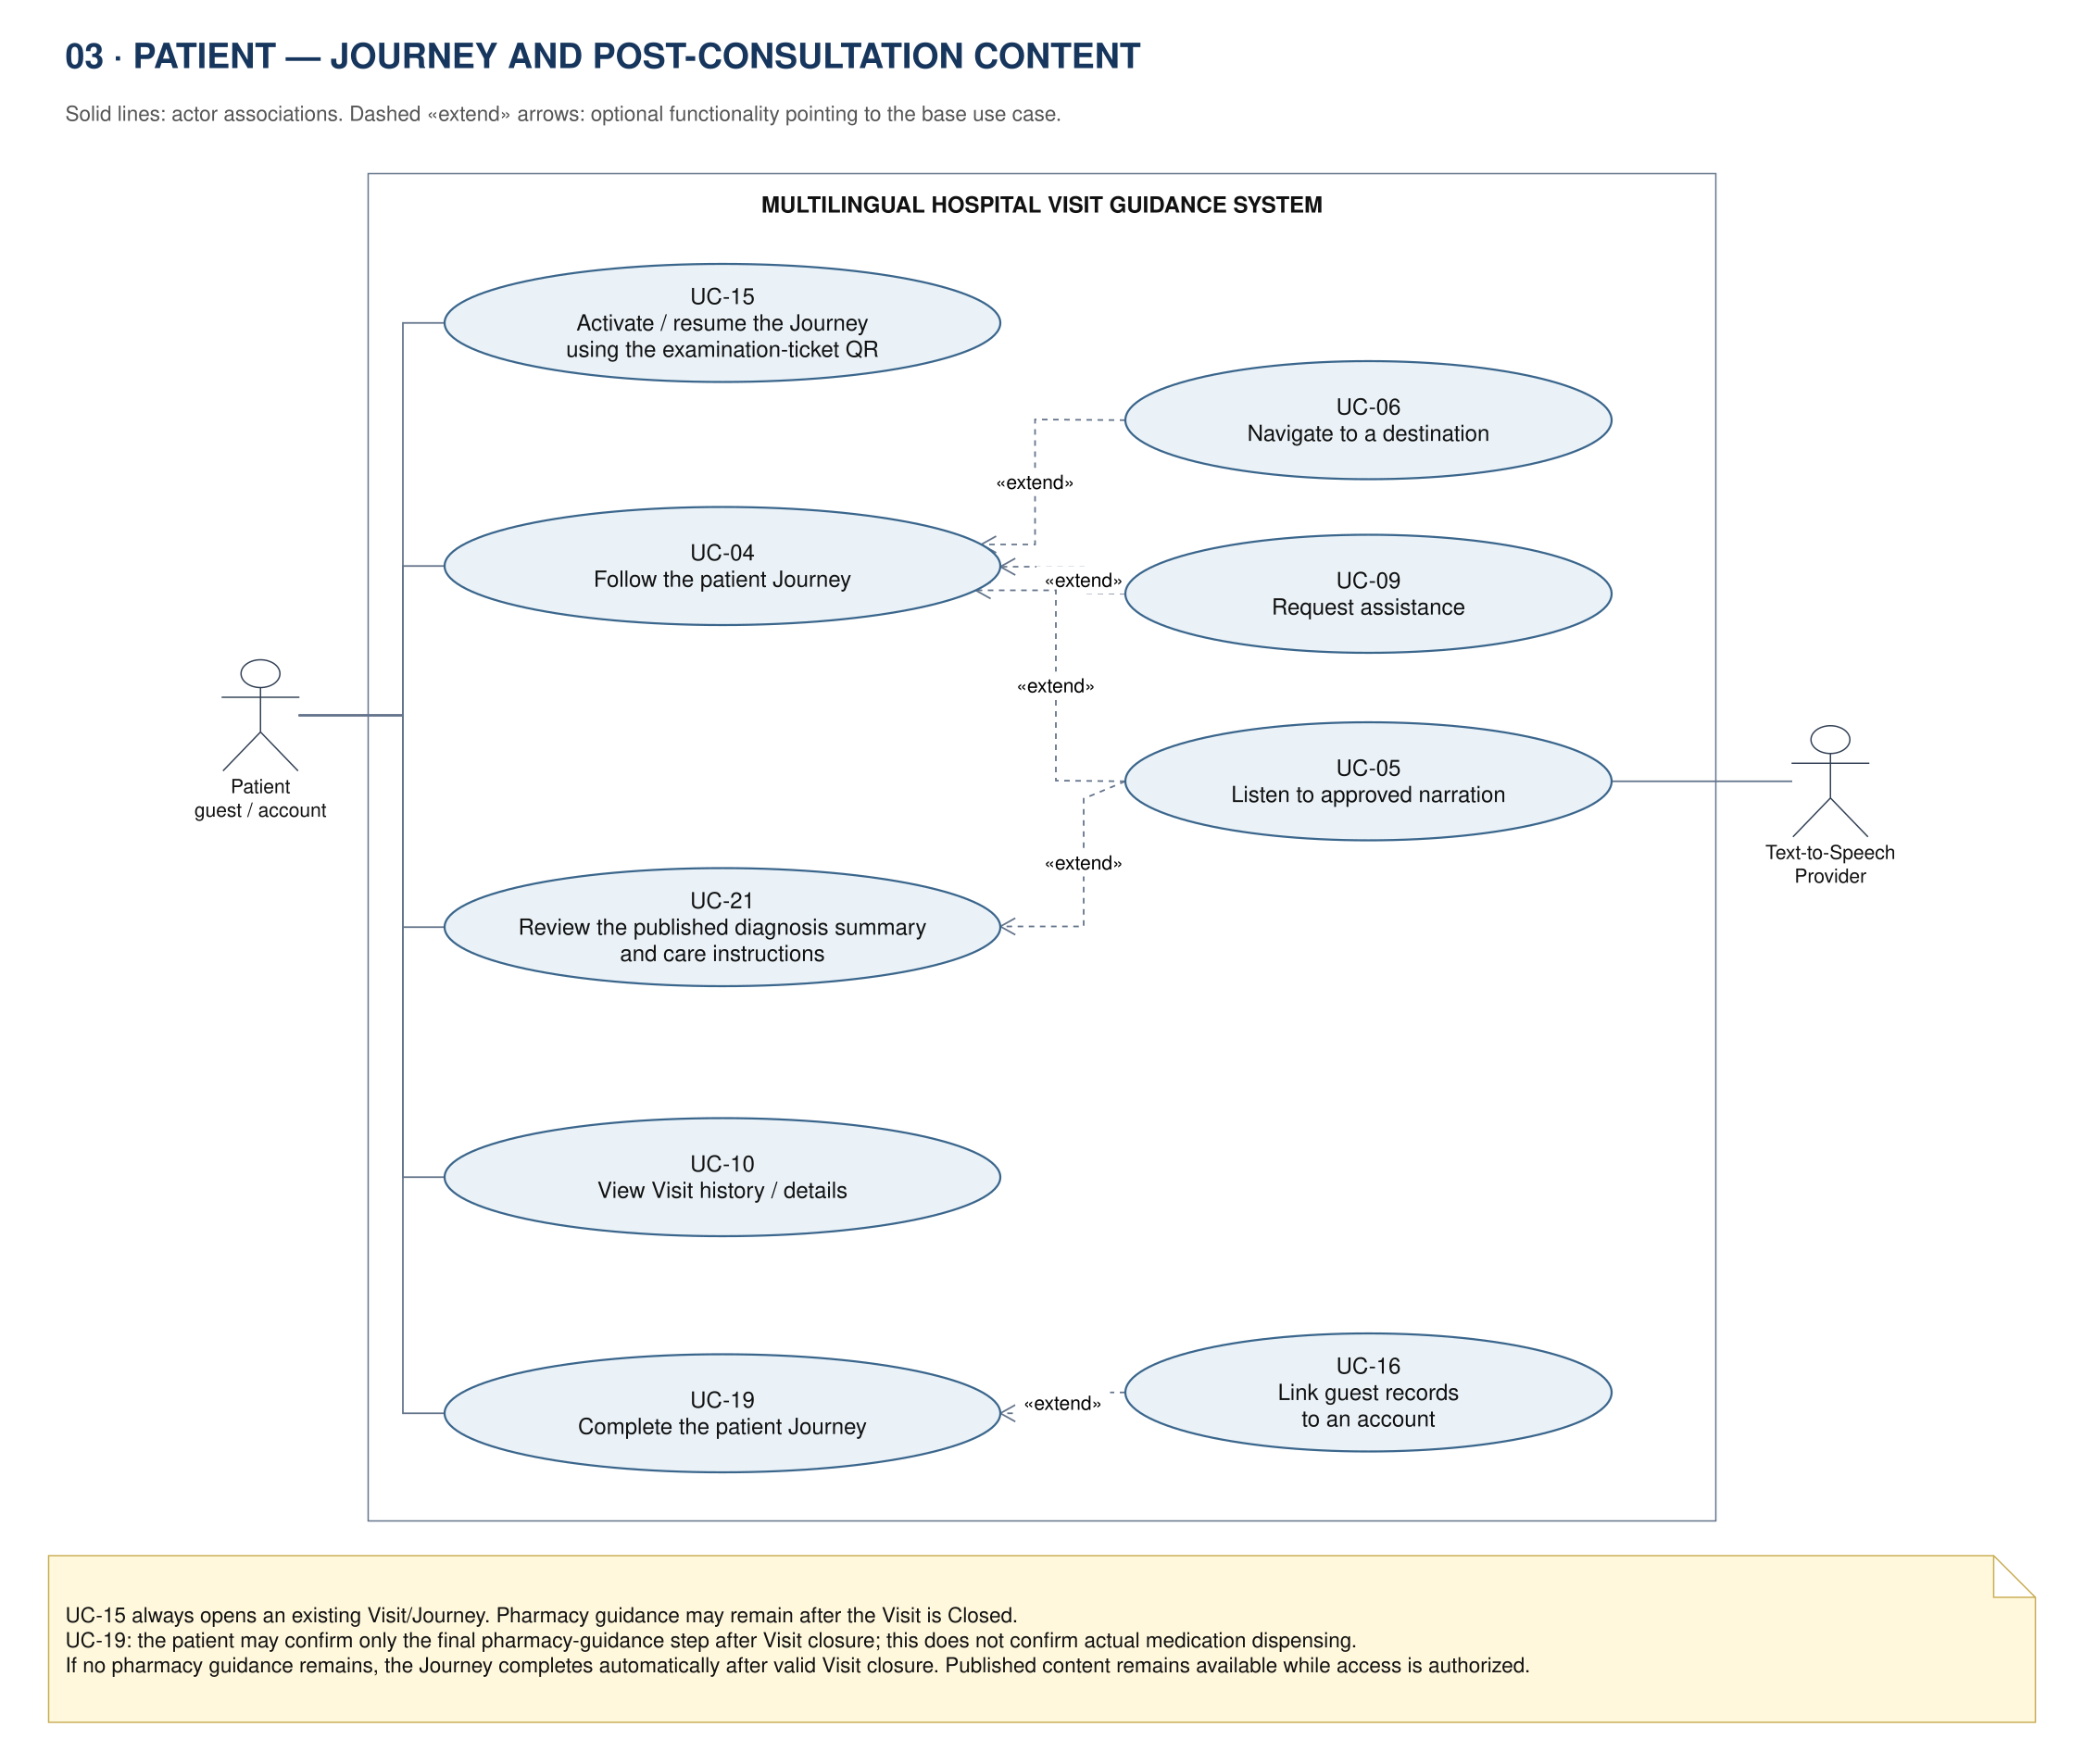 03 · PATIENT — JOURNEY AND POST-CONSULTATION CONTENT
Solid lines: actor associations. Dashed «extend» arrows: optional functionality pointing to the base use case.
MULTILINGUAL HOSPITAL VISIT GUIDANCE SYSTEM
UC-15
Activate / resume the Journey
using the examination-ticket QR
UC-06
Navigate to a destination
«extend»
UC-04
Follow the patient Journey
«extend»
UC-09
Request assistance
«extend»
Patient
guest / account
UC-05
Listen to approved narration
Text-to-Speech
Provider
«extend»
UC-21
Review the published diagnosis summary
and care instructions
UC-10
View Visit history / details
UC-19
Complete the patient Journey
«extend»
UC-16
Link guest records
to an account
UC-15 always opens an existing Visit/Journey. Pharmacy guidance may remain after the Visit is Closed.
UC-19: the patient may confirm only the final pharmacy-guidance step after Visit closure; this does not confirm actual medication dispensing.
If no pharmacy guidance remains, the Journey completes automatically after valid Visit closure. Published content remains available while access is authorized.